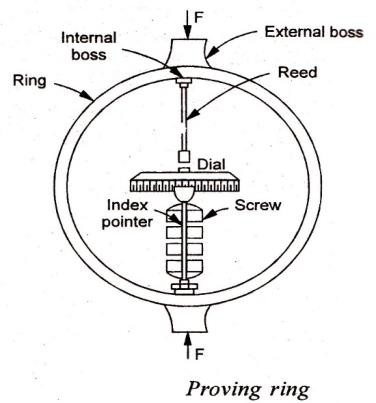 F
Internal
boss
External boss
Ring
Reed
Dial
Index
pointer
Screw
F
Proving ring